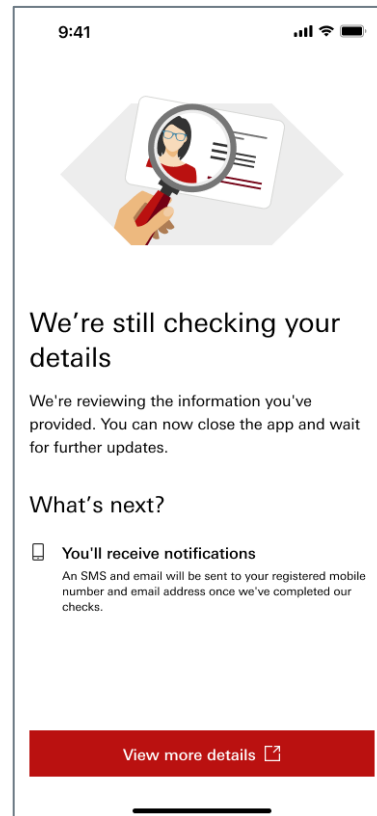 9:41
We’re still checking your
details
We're reviewing the information you've
provided. You can now close the app and wait
for further updates.
What’s next?
You'll receive notifications
An SMS and email will be sent to your registered mobile
number and email address once we've completed our
checks.
View more details